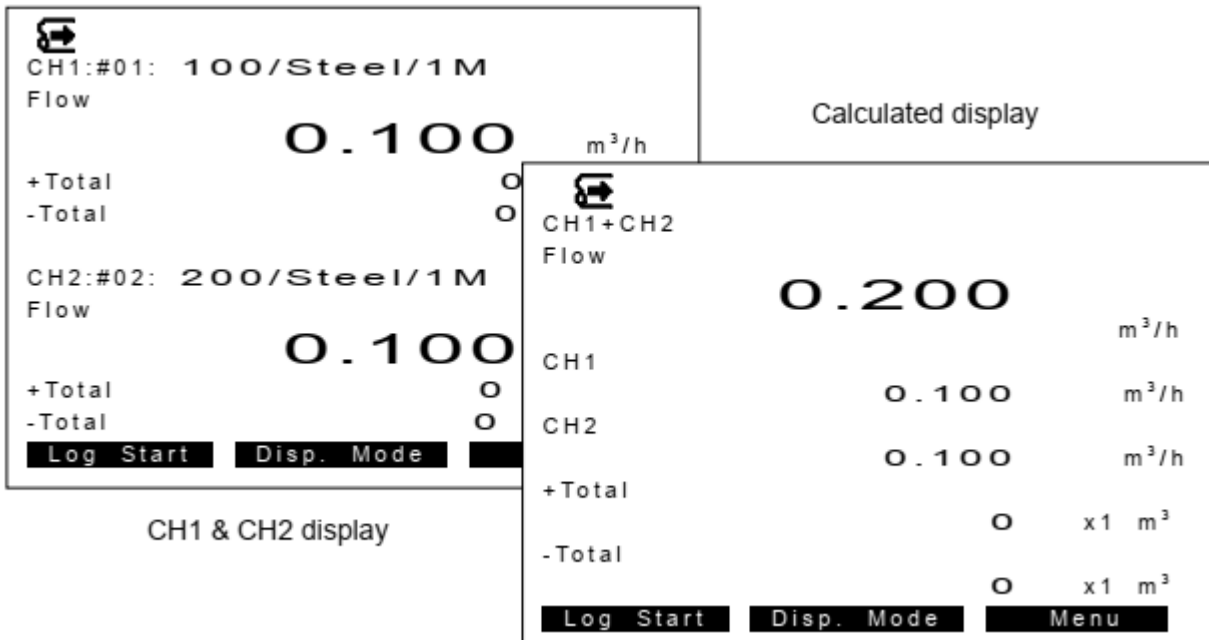 CH1:#01: 100/Steel/1M
Flow
0.100 m³/h
+Total 0
-Total 0
CH2:#02: 200/Steel/1M
Flow
0.100
+Total 0
-Total 0
Log Start Disp. Mode
CH1 & CH2 display
Calculated display
CH1+CH2
Flow
0.200
m³/h
CH1
0.100 m³/h
CH2
0.100 m³/h
+Total
0 x1 m³
-Total
0 x1 m³
Log Start Disp. Mode Menu